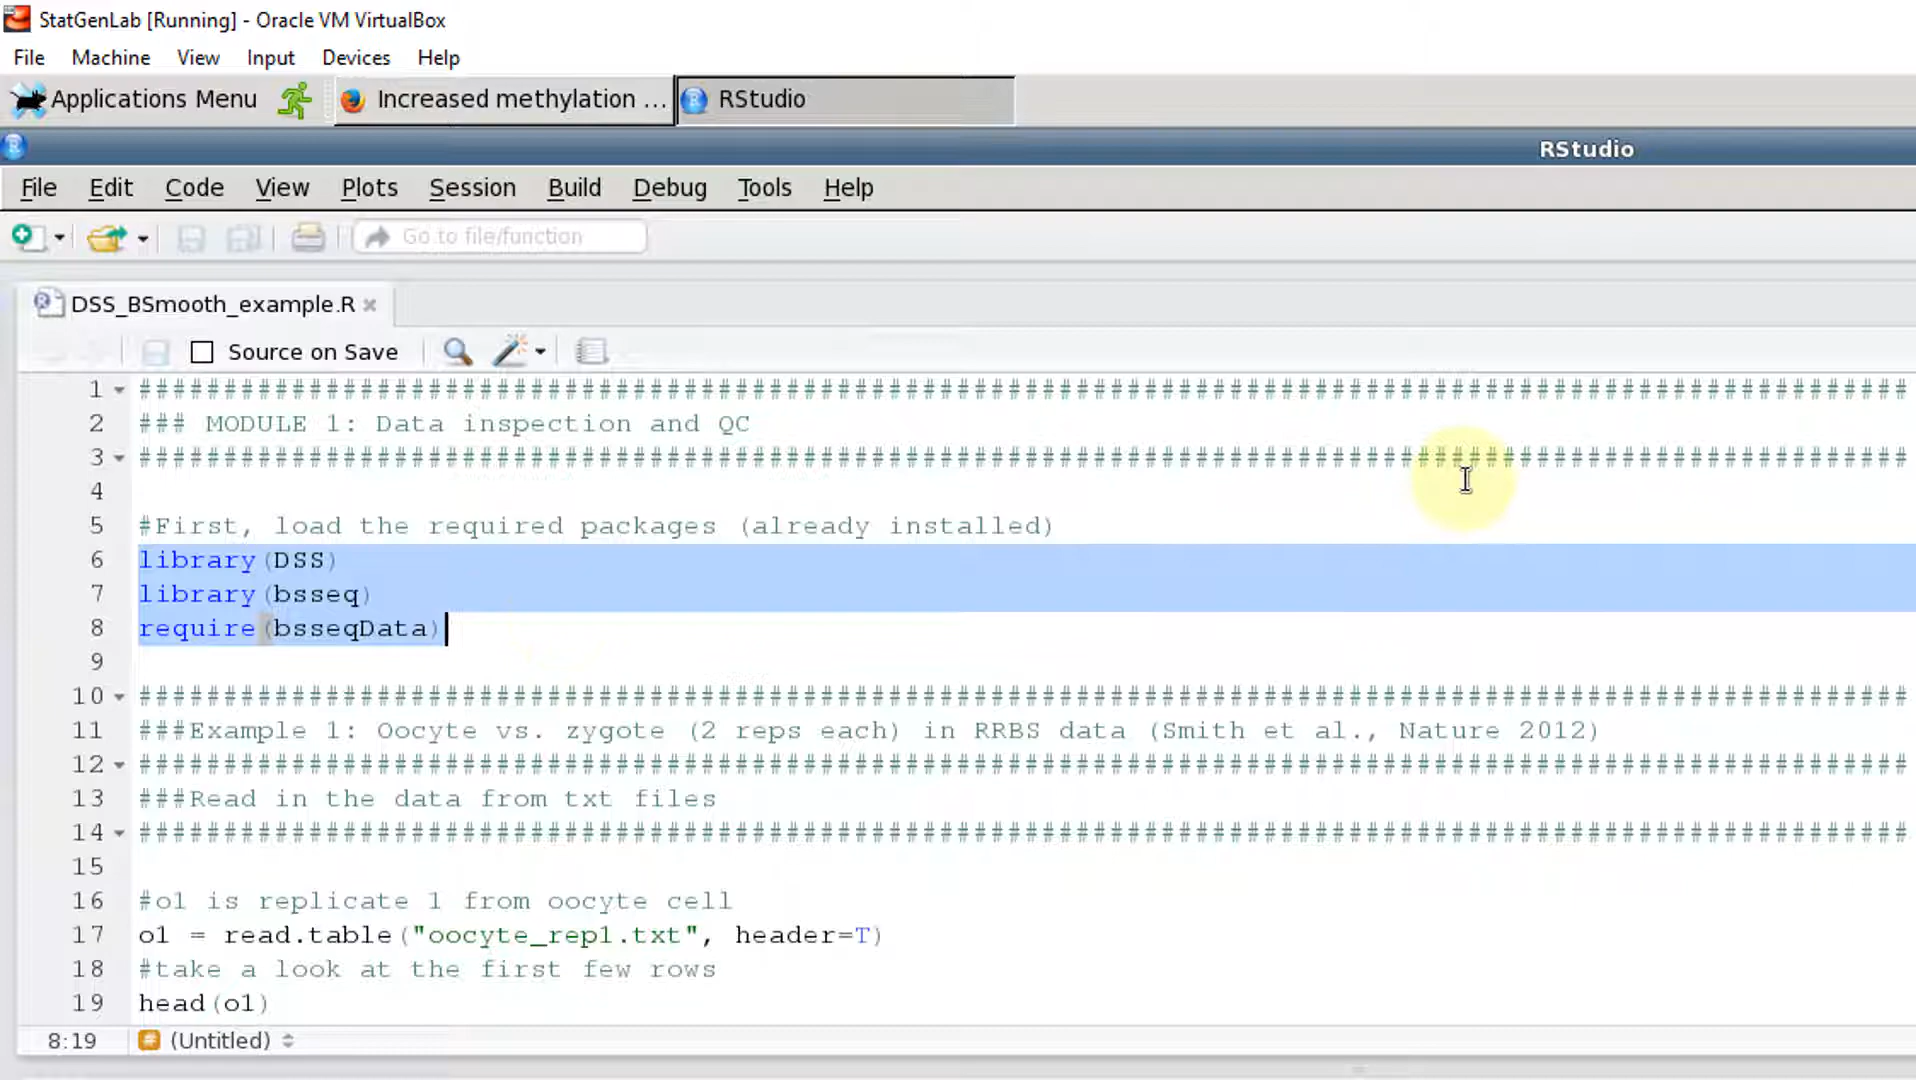 StatGenLab [Running] - Oracle VM VirtualBox
File Machine View Input Devices Help
Applications Menu Increased methylation ... RStudio
RStudio
File Edit Code View Plots Session Build Debug Tools Help
Go to file/function
DSS_BSmooth_example.R
Source on Save
1 ########################################################################################################
2 ### MODULE 1: Data inspection and QC
3 ########################################################################################################
4
5 #First, load the required packages (already installed)
6 library(DSS)
7 library(bsseq)
8 require(bsseqData)
9
10 ########################################################################################################
11 ###Example 1: Oocyte vs. zygote (2 reps each) in RRBS data (Smith et al., Nature 2012)
12 ########################################################################################################
13 ###Read in the data from txt files
14 ########################################################################################################
15
16 #o1 is replicate 1 from oocyte cell
17 o1 = read.table("oocyte_rep1.txt", header=T)
18 #take a look at the first few rows
19 head(o1)
8:19 (Untitled)